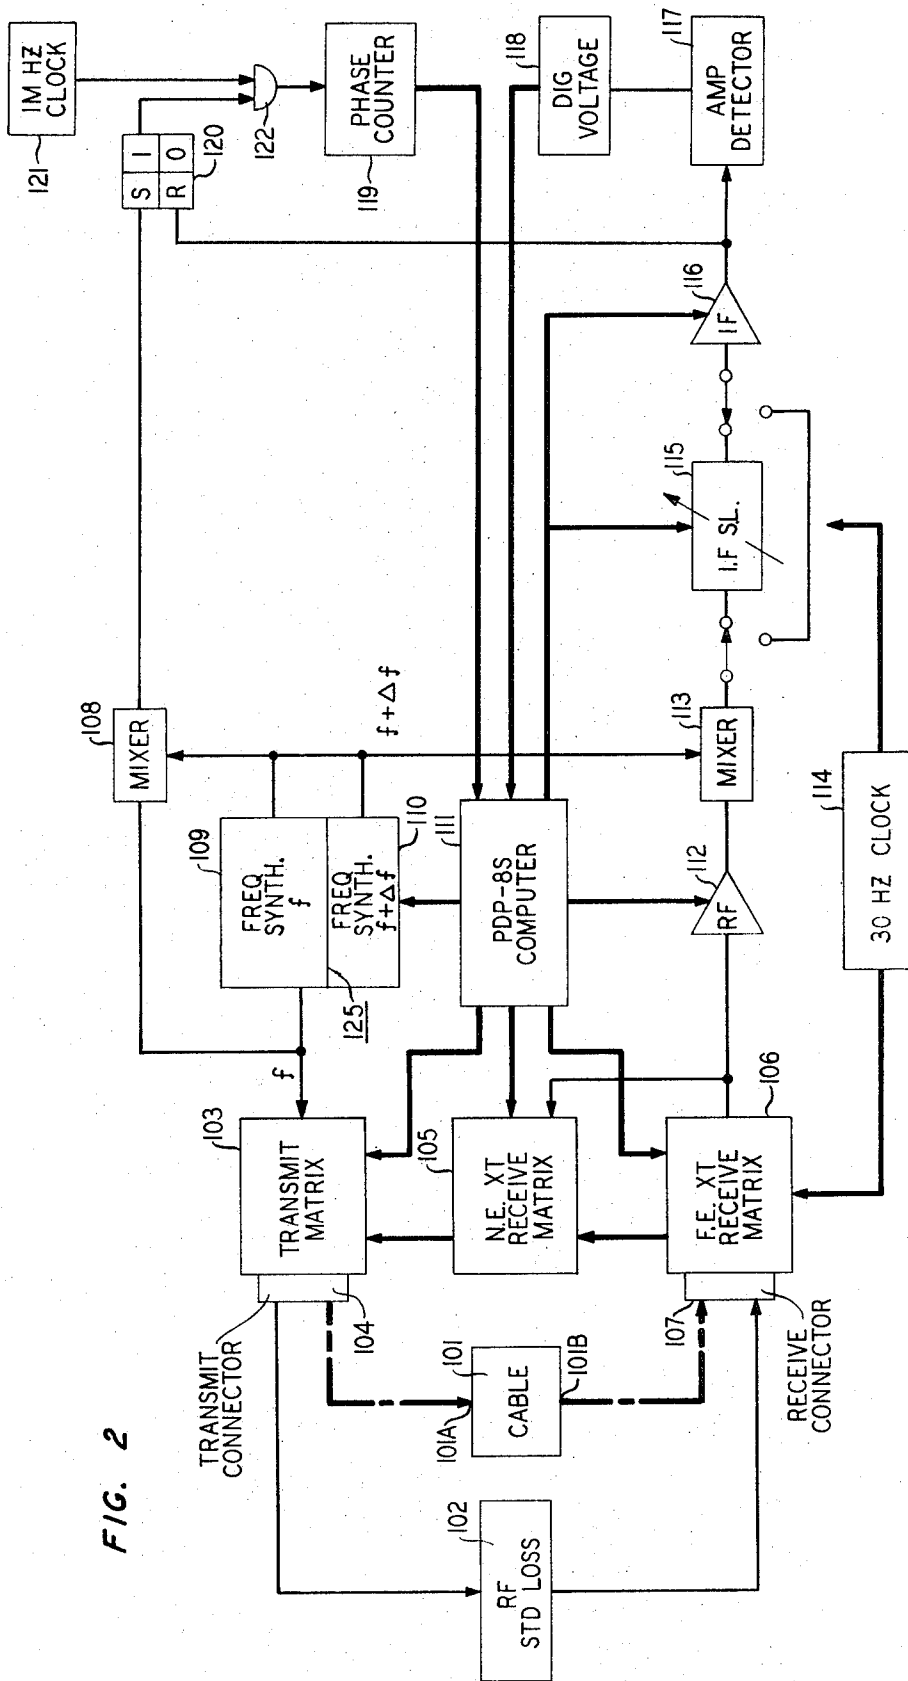 FIG. 2
TRANSMIT
CONNECTOR
104
103
TRANSMIT
MATRIX
f
109
FREQ
SYNTH.
f
FREQ
SYNTH.
f+Δf
110
125
108
MIXER
f+Δf
S
1
R
0
120
1M HZ
CLOCK
121
122
PHASE
COUNTER
119
102
RF
STD LOSS
101A
101
CABLE
101B
105
N.E. XT
RECEIVE
MATRIX
111
PDP-8S
COMPUTER
118
DIG
VOLTAGE
117
AMP
DETECTOR
107
RECEIVE
CONNECTOR
106
F.E. XT
RECEIVE
MATRIX
112
RF
113
MIXER
115
I.F S.L.
116
IF
114
30 HZ CLOCK